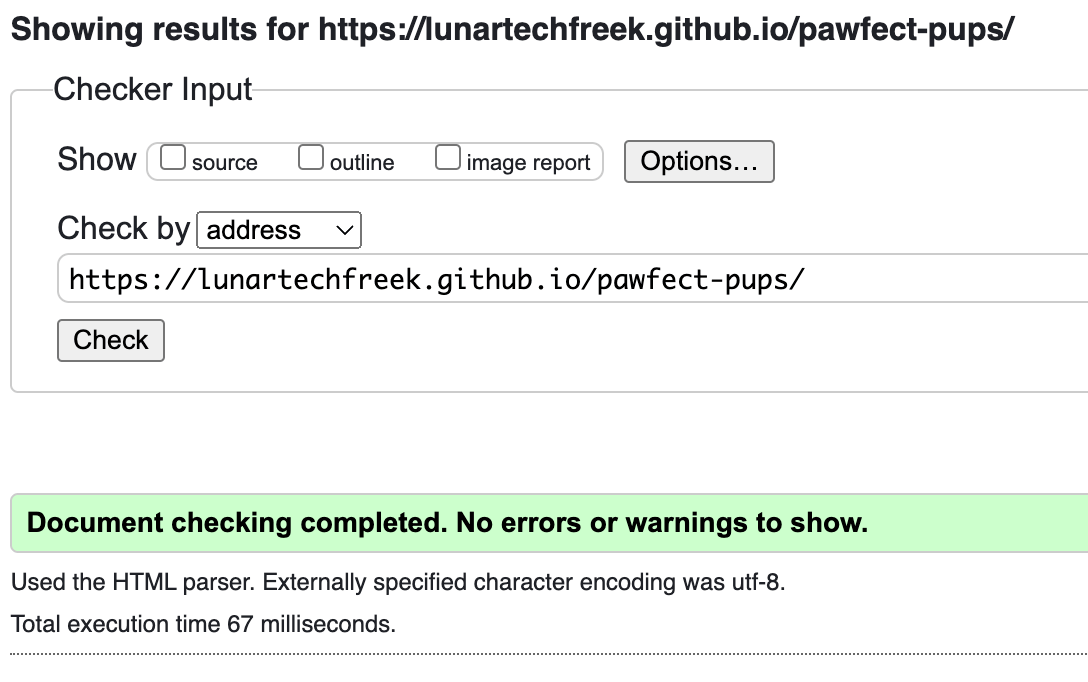 Showing results for https://lunartechfreek.github.io/pawfect-pups/
Checker Input
Show source outline image report Options...
Check by address
https://lunartechfreek.github.io/pawfect-pups/
Check
Document checking completed. No errors or warnings to show.
Used the HTML parser. Externally specified character encoding was utf-8.
Total execution time 67 milliseconds.